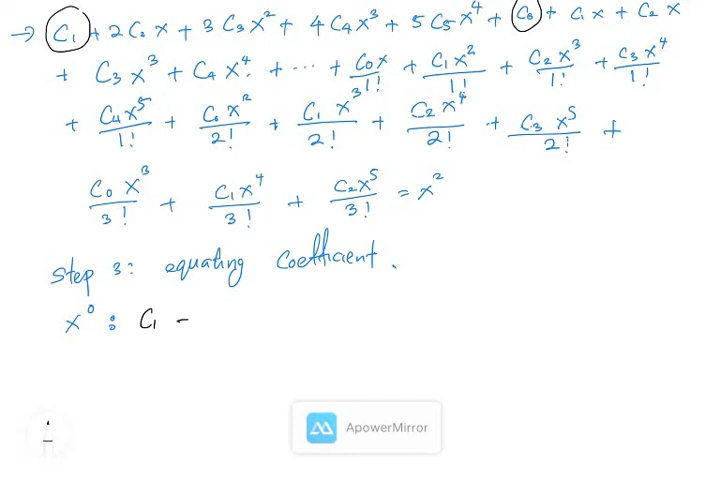 → C₁ + 2C₂x + 3C₃x² + 4C₄x³ + 5C₅x⁴ + C₀ + C₁x + C₂x
+ C₃x³ + C₄x⁴ + ... + C₀x/1! + C₁x²/1! + C₂x³/1! + C₃x⁴/1!
+ C₄x⁵/1! + C₀x²/2! + C₁x³/2! + C₂x⁴/2! + C₃x⁵/2! +
C₀x³/3! + C₁x⁴/3! + C₂x⁵/3! = x²
Step 3: equating Coefficient.
x⁰: C₁ -
ApowerMirror